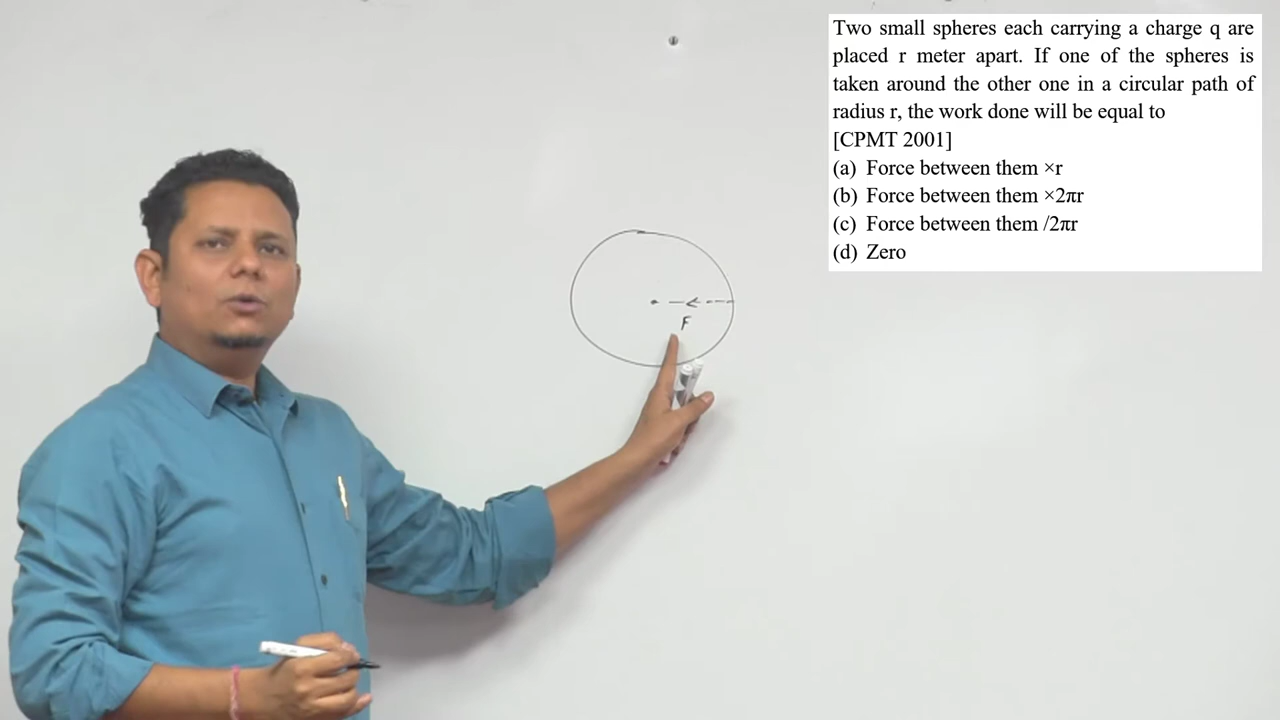 Two small spheres each carrying a charge q are
placed r meter apart. If one of the spheres is
taken around the other one in a circular path of
radius r, the work done will be equal to
[CPMT 2001]
(a) Force between them ×r
(b) Force between them ×2πr
(c) Force between them /2πr
(d) Zero
F